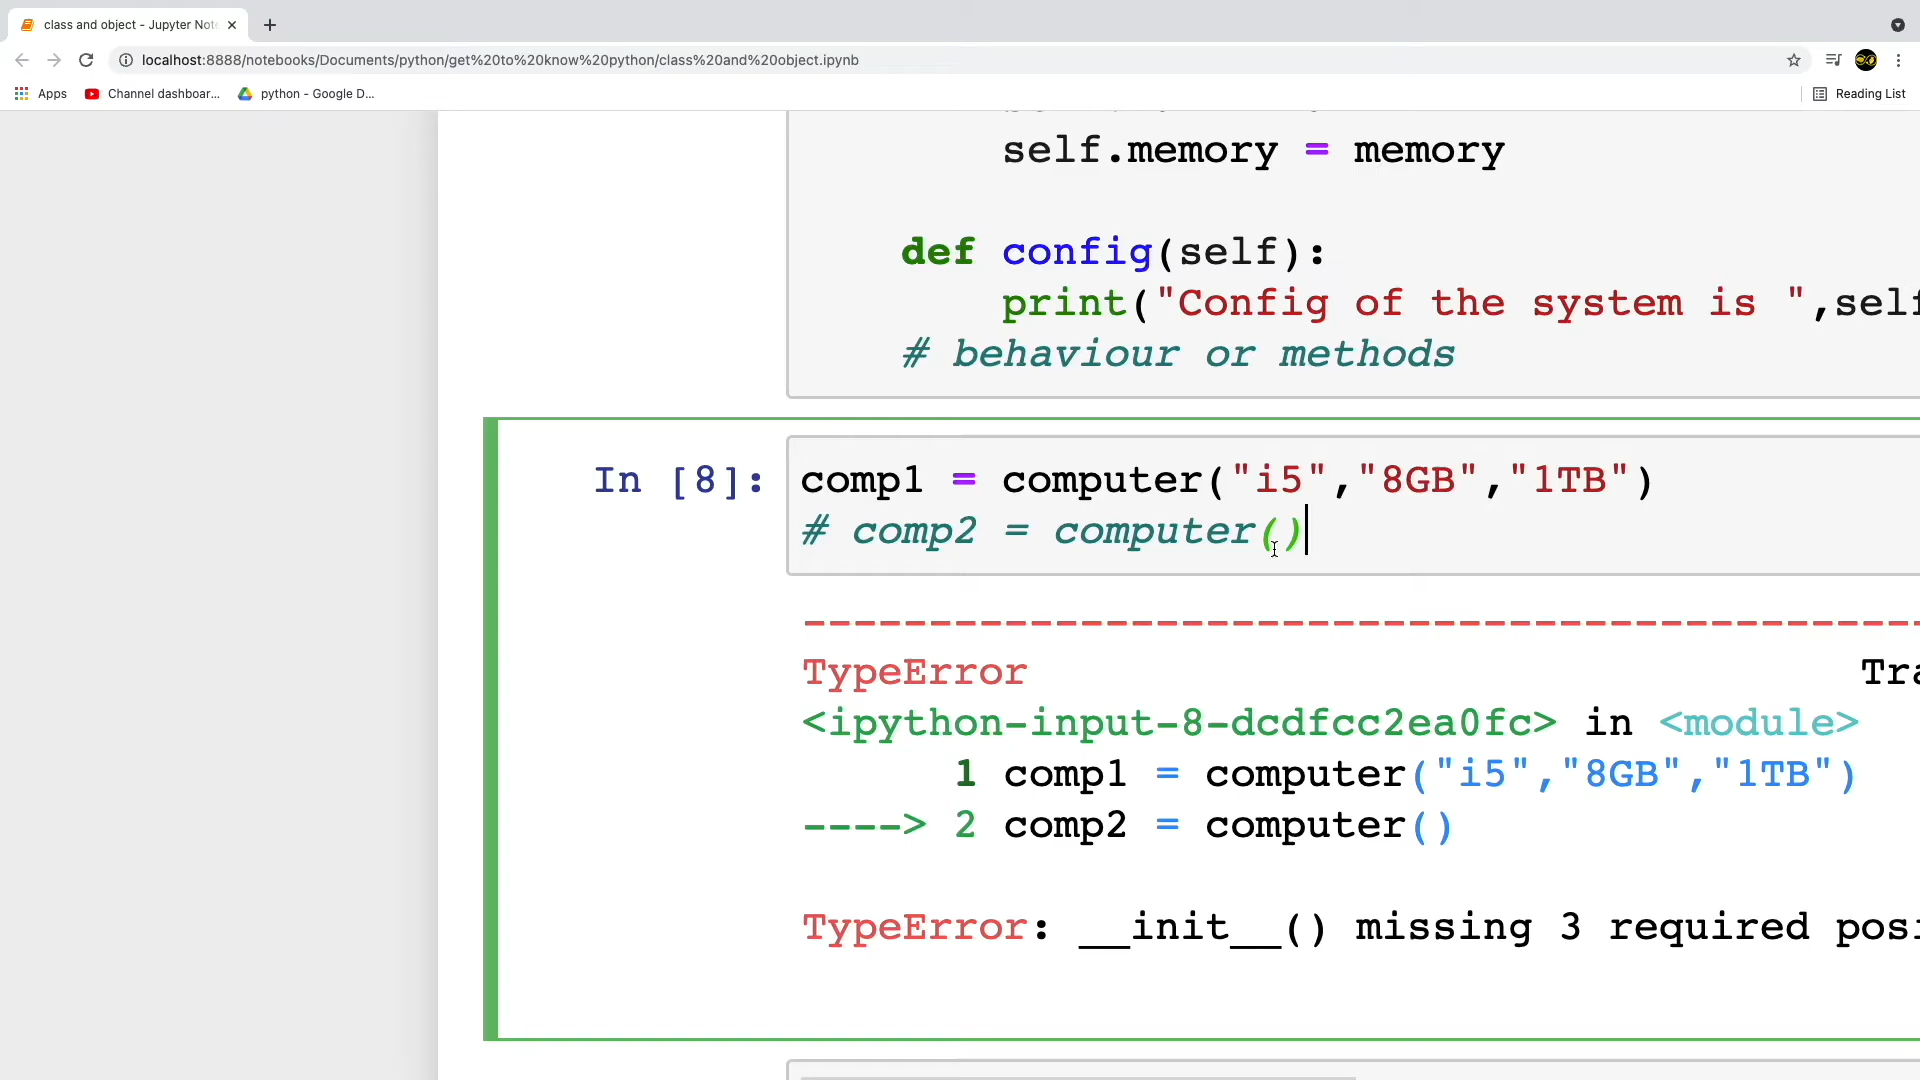 class and object - Jupyter Not
localhost:8888/notebooks/Documents/python/get%20to%20know%20python/class%20and%20object.ipynb
Apps Channel dashboar... python - Google D... Reading List
self.memory = memory
def config(self):
print("Config of the system is ",self
# behaviour or methods
In [8]: comp1 = computer("i5","8GB","1TB")
# comp2 = computer()
TypeError Tra
<ipython-input-8-dcdfcc2ea0fc> in <module>
1 comp1 = computer("i5","8GB","1TB")
----> 2 comp2 = computer()
TypeError: __init__() missing 3 required posi